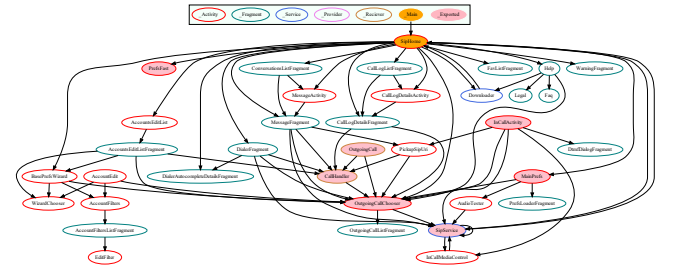 Activity Fragment Service Provider Reciever Main Exported
SipHome
PrefsFast ConversationsListFragment CallLogListFragment FavListFragment Help WarningFragment
MessageActivity CallLogDetailsActivity Downloader Legal Faq
AccountsEditList MessageFragment CallLogDetailsFragment InCallActivity
AccountsEditListFragment DialerFragment OutgoingCall PickupSipUri DtmfDialogFragment
BasePrefsWizard AccountEdit DialerAutocompleteDetailsFragment CallHandler MainPrefs
WizardChooser AccountFilters OutgoingCallChooser AudioTester PrefsLoaderFragment
AccountFiltersListFragment OutgoingCallListFragment SipService
EditFilter InCallMediaControl